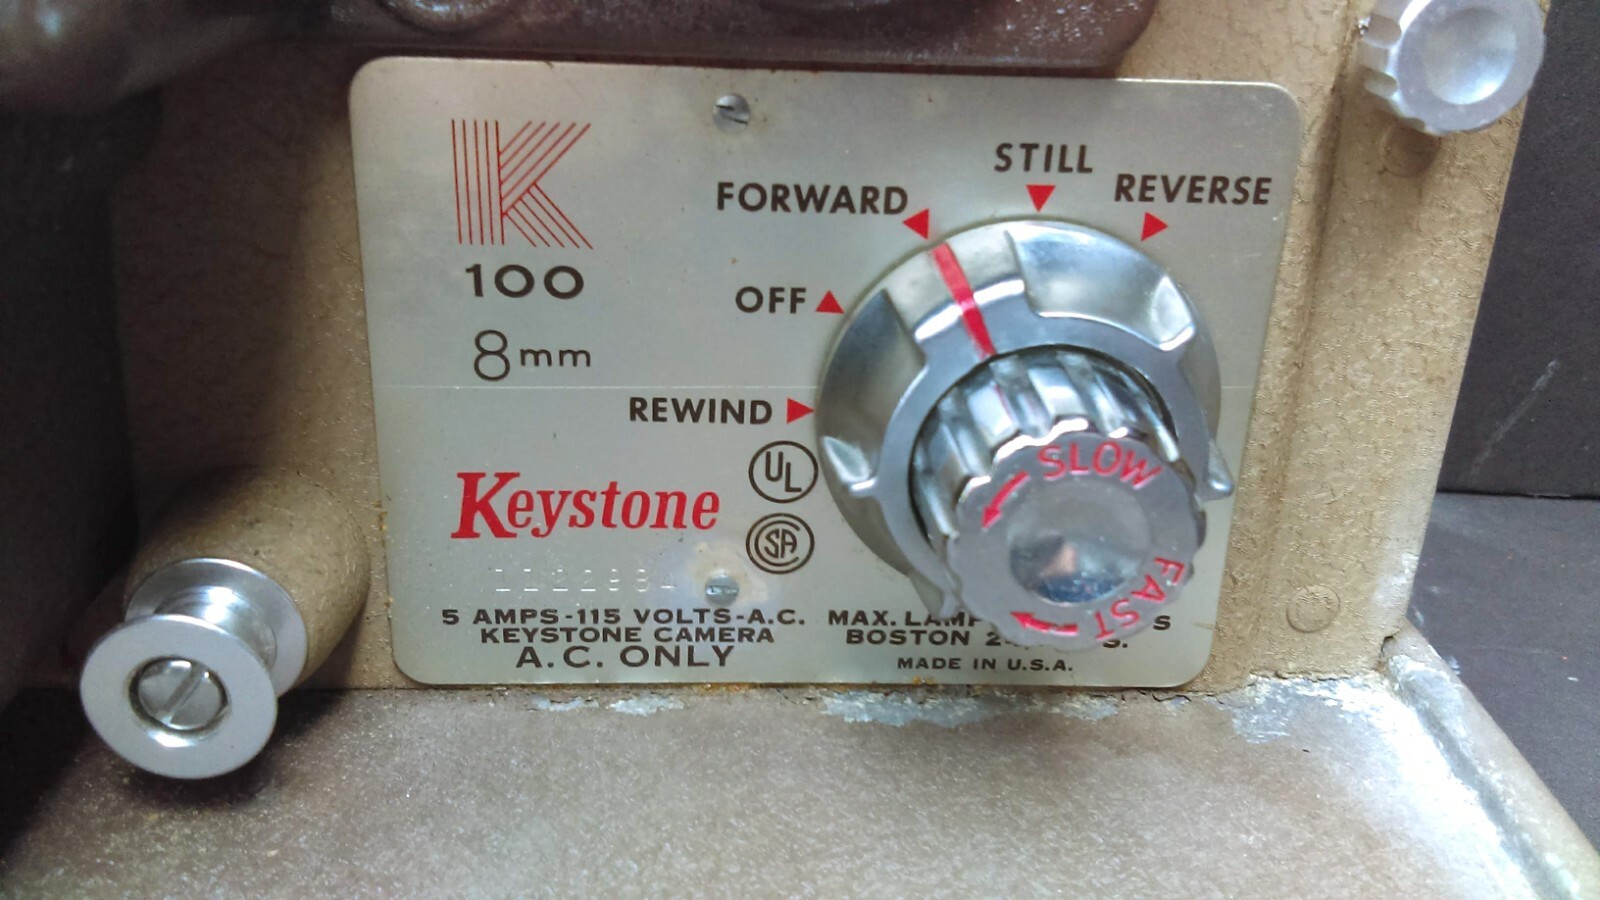 K
100
8mm
STILL
FORWARD
REVERSE
OFF
REWIND
UL
Keystone
SA
SLOW
FAST
5 AMPS-115 VOLTS-A.C.
KEYSTONE CAMERA
A.C. ONLY
MAX.
BOSTON
MADE IN U.S.A.